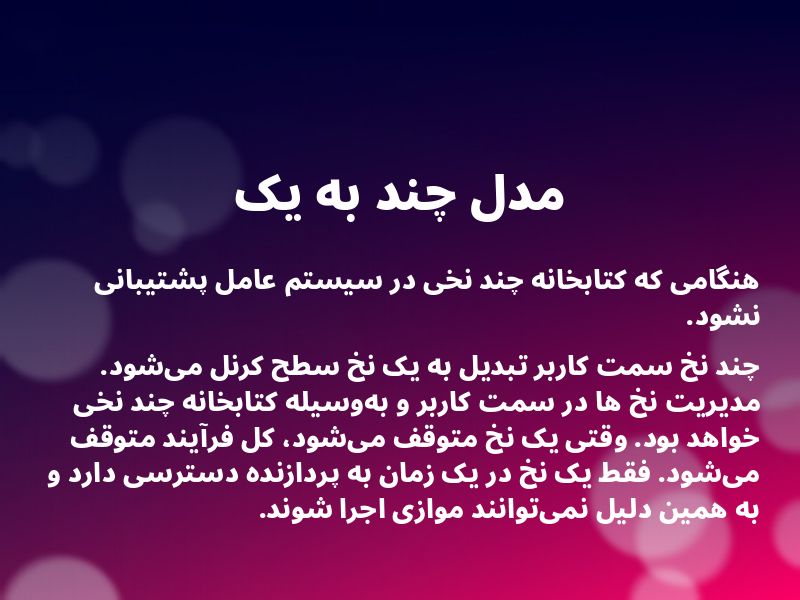 مدل چند به یک
هنگامی که کتابخانه چند نخی در سیستم عامل پشتیبانی
نشود.
چند نخ سمت کاربر تبدیل به یک نخ سطح کرنل می‌شود.
مدیریت نخ ها در سمت کاربر و به‌وسیله کتابخانه چند نخی
خواهد بود. وقتی یک نخ متوقف می‌شود، کل فرآیند متوقف
می‌شود. فقط یک نخ در یک زمان به پردازنده دسترسی دارد و
به همین دلیل نمی‌توانند موازی اجرا شوند.